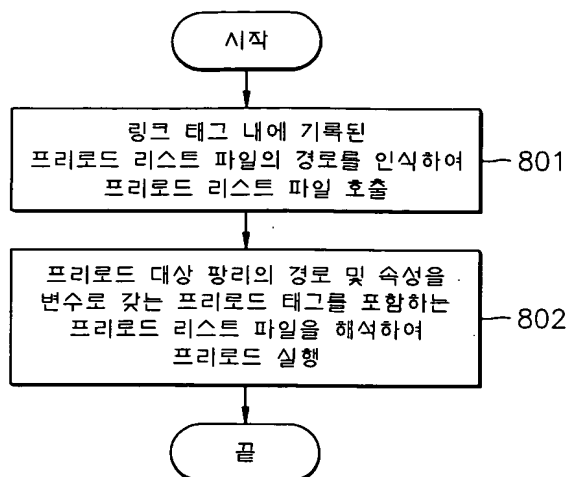 시작
링크 태그 내에 기록된
프리로드 리스트 파일의 경로를 인식하여
프리로드 리스트 파일 호출
801
프리로드 대상 팡리의 경로 및 속성을
변수로 갖는 프리로드 태그를 포함하는
프리로드 리스트 파일을 해석하여
프리로드 실행
802
끝